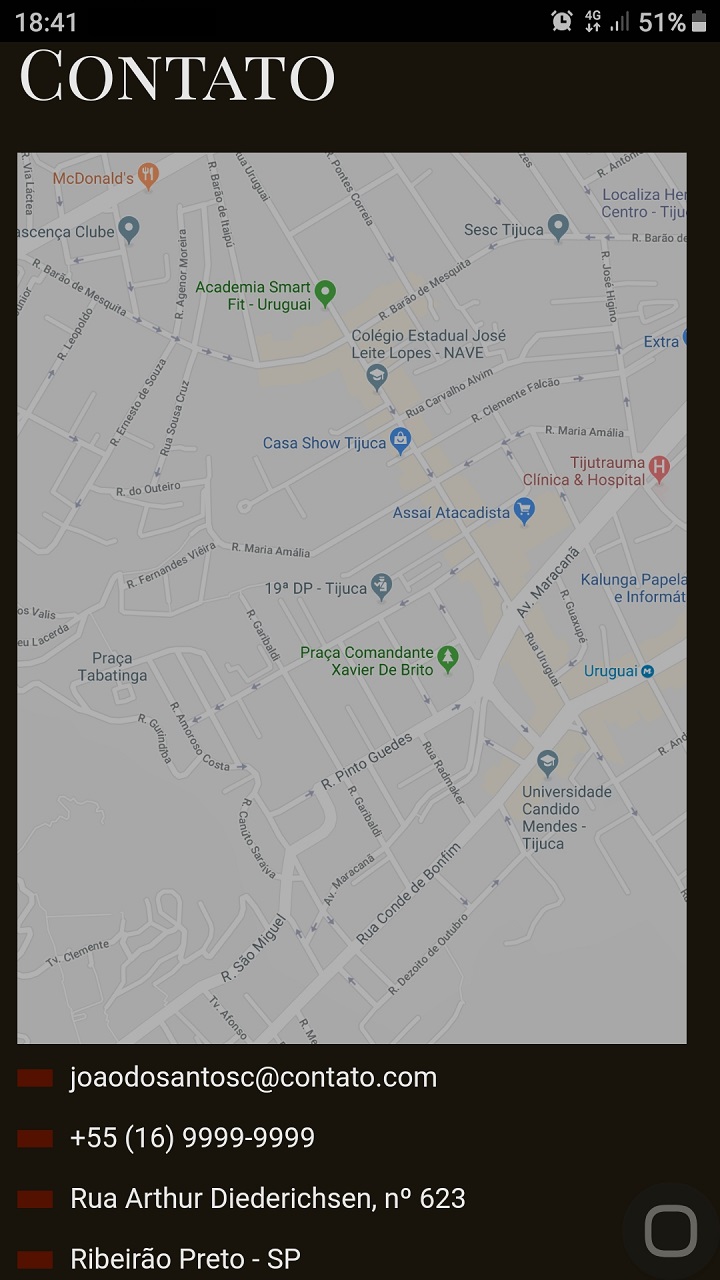 18:41
4G
51%
CONTATO
R. Via Láctea
McDonald's
R. Barão de Itaipú
R. Pontes Correia
R. Antôni
Localiza Her
Centro - Tiju
ascença Clube
Sesc Tijuca
R. Barão de
R. Agenor Moreira
R. José Higino
R. Barão de Mesquita
Academia Smart
Fit - Uruguai
R. Barão de Mesquita
R. Leopoldo
Colégio Estadual José
Leite Lopes - NAVE
Extra
R. Ernesto de Souza
Rua Sousa Cruz
Rua Carvalho Alvim
R. Clemente Falcão
Casa Show Tijuca
R. Maria Amália
Tijutrauma
Clínica & Hospital
R. do Outeiro
Assaí Atacadista
R. Maria Amália
R. Fernandes Viêira
Av. Maracanã
19ª DP - Tijuca
Kalunga Papela
e Informát
os Valis
eu Lacerda
R. Garibaldi
R. Guaxupé
Praça
Tabatinga
Praça Comandante
Xavier De Brito
Rua Uruguai
Uruguai
R. Gurindiba
R. Amoroso Costa
R. Pinto Guedes
Rua Radmaker
R. And
Universidade
Candido
Mendes -
Tijuca
R. Garibaldi
R. Canuto Saraiva
Av. Maracanã
Rua Conde de Bonfim
R. São Miguel
Tv. Clemente
R. Dezoito de Outubro
Tv. Afonso
R. Me
joaodosantosc@contato.com
+55 (16) 9999-9999
Rua Arthur Diederichsen, nº 623
Ribeirão Preto - SP